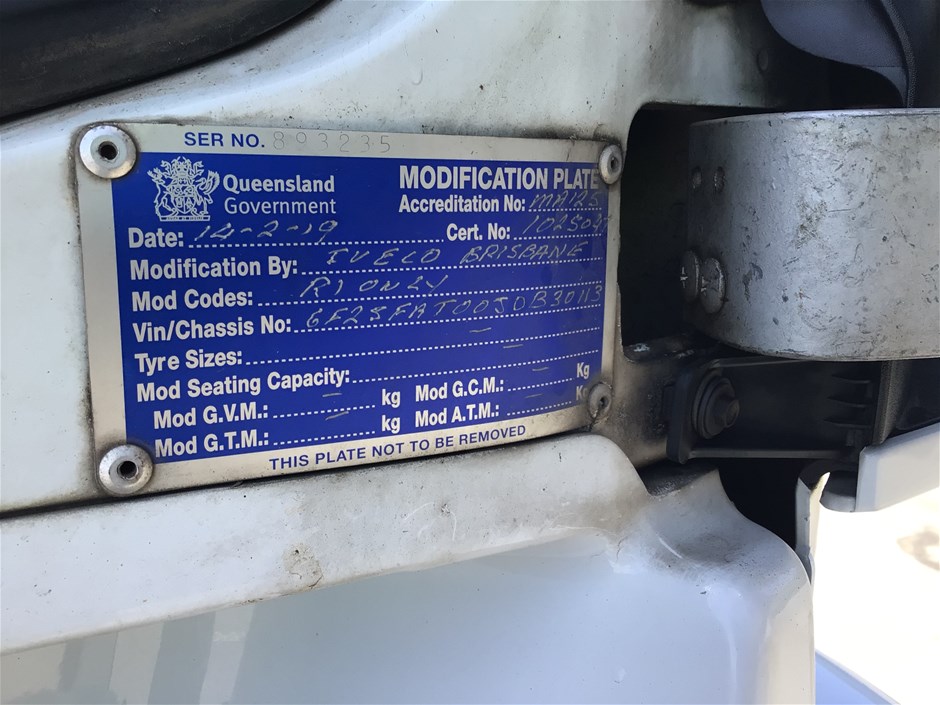 SER NO. 893235
Queensland Government
MODIFICATION PLATE
Accreditation No: MA125
Date: 14-2-19 Cert. No:
Modification By: IVECO BRISBANE
Mod Codes: R1 ONLY
Vin/Chassis No:
Tyre Sizes: -
Mod Seating Capacity: -
Mod G.V.M.: - kg Mod G.C.M.: - Kg
Mod G.T.M.: - kg Mod A.T.M.: -
THIS PLATE NOT TO BE REMOVED